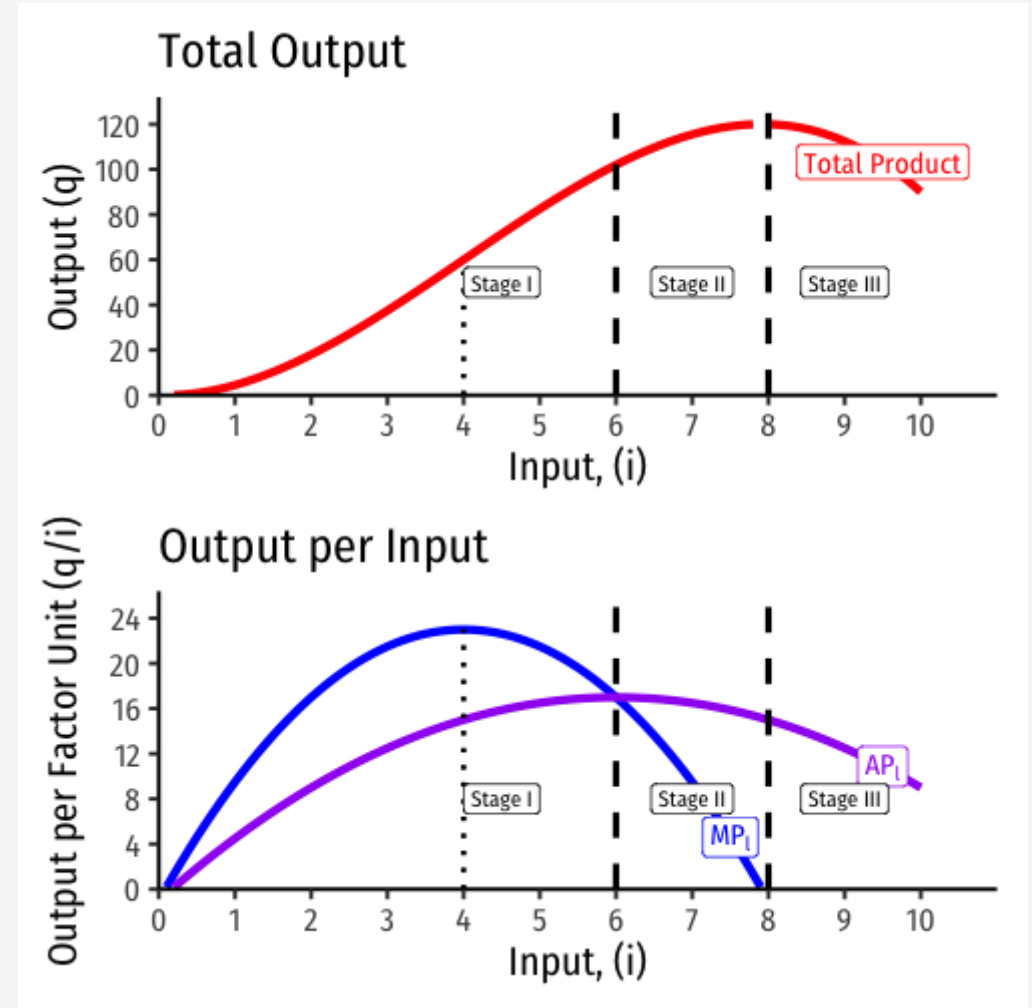 Total Output
Output (q)
120
100
80
60
40
20
0
Total Product
Stage I
Stage II
Stage III
0 1 2 3 4 5 6 7 8 9 10
Input, (i)
Output per Input
Output per Factor Unit (q/i)
24
20
16
12
8
4
0
APₗ
Stage I
Stage II
Stage III
MPₗ
0 1 2 3 4 5 6 7 8 9 10
Input, (i)